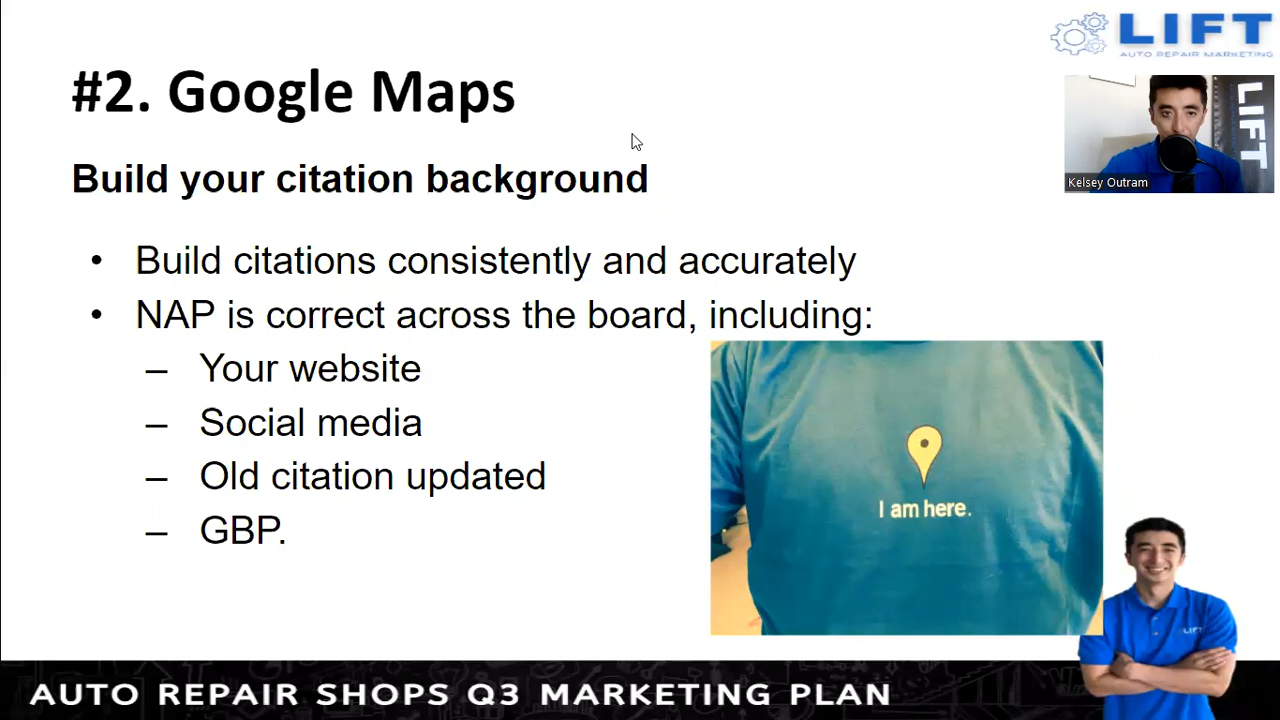 LIFT
AUTO REPAIR MARKETING
#2. Google Maps
LIFT
Kelsey Outram
Build your citation background
• Build citations consistently and accurately
• NAP is correct across the board, including:
– Your website
– Social media
– Old citation updated
– GBP.
I am here.
LIFT
AUTO REPAIR SHOPS Q3 MARKETING PLAN